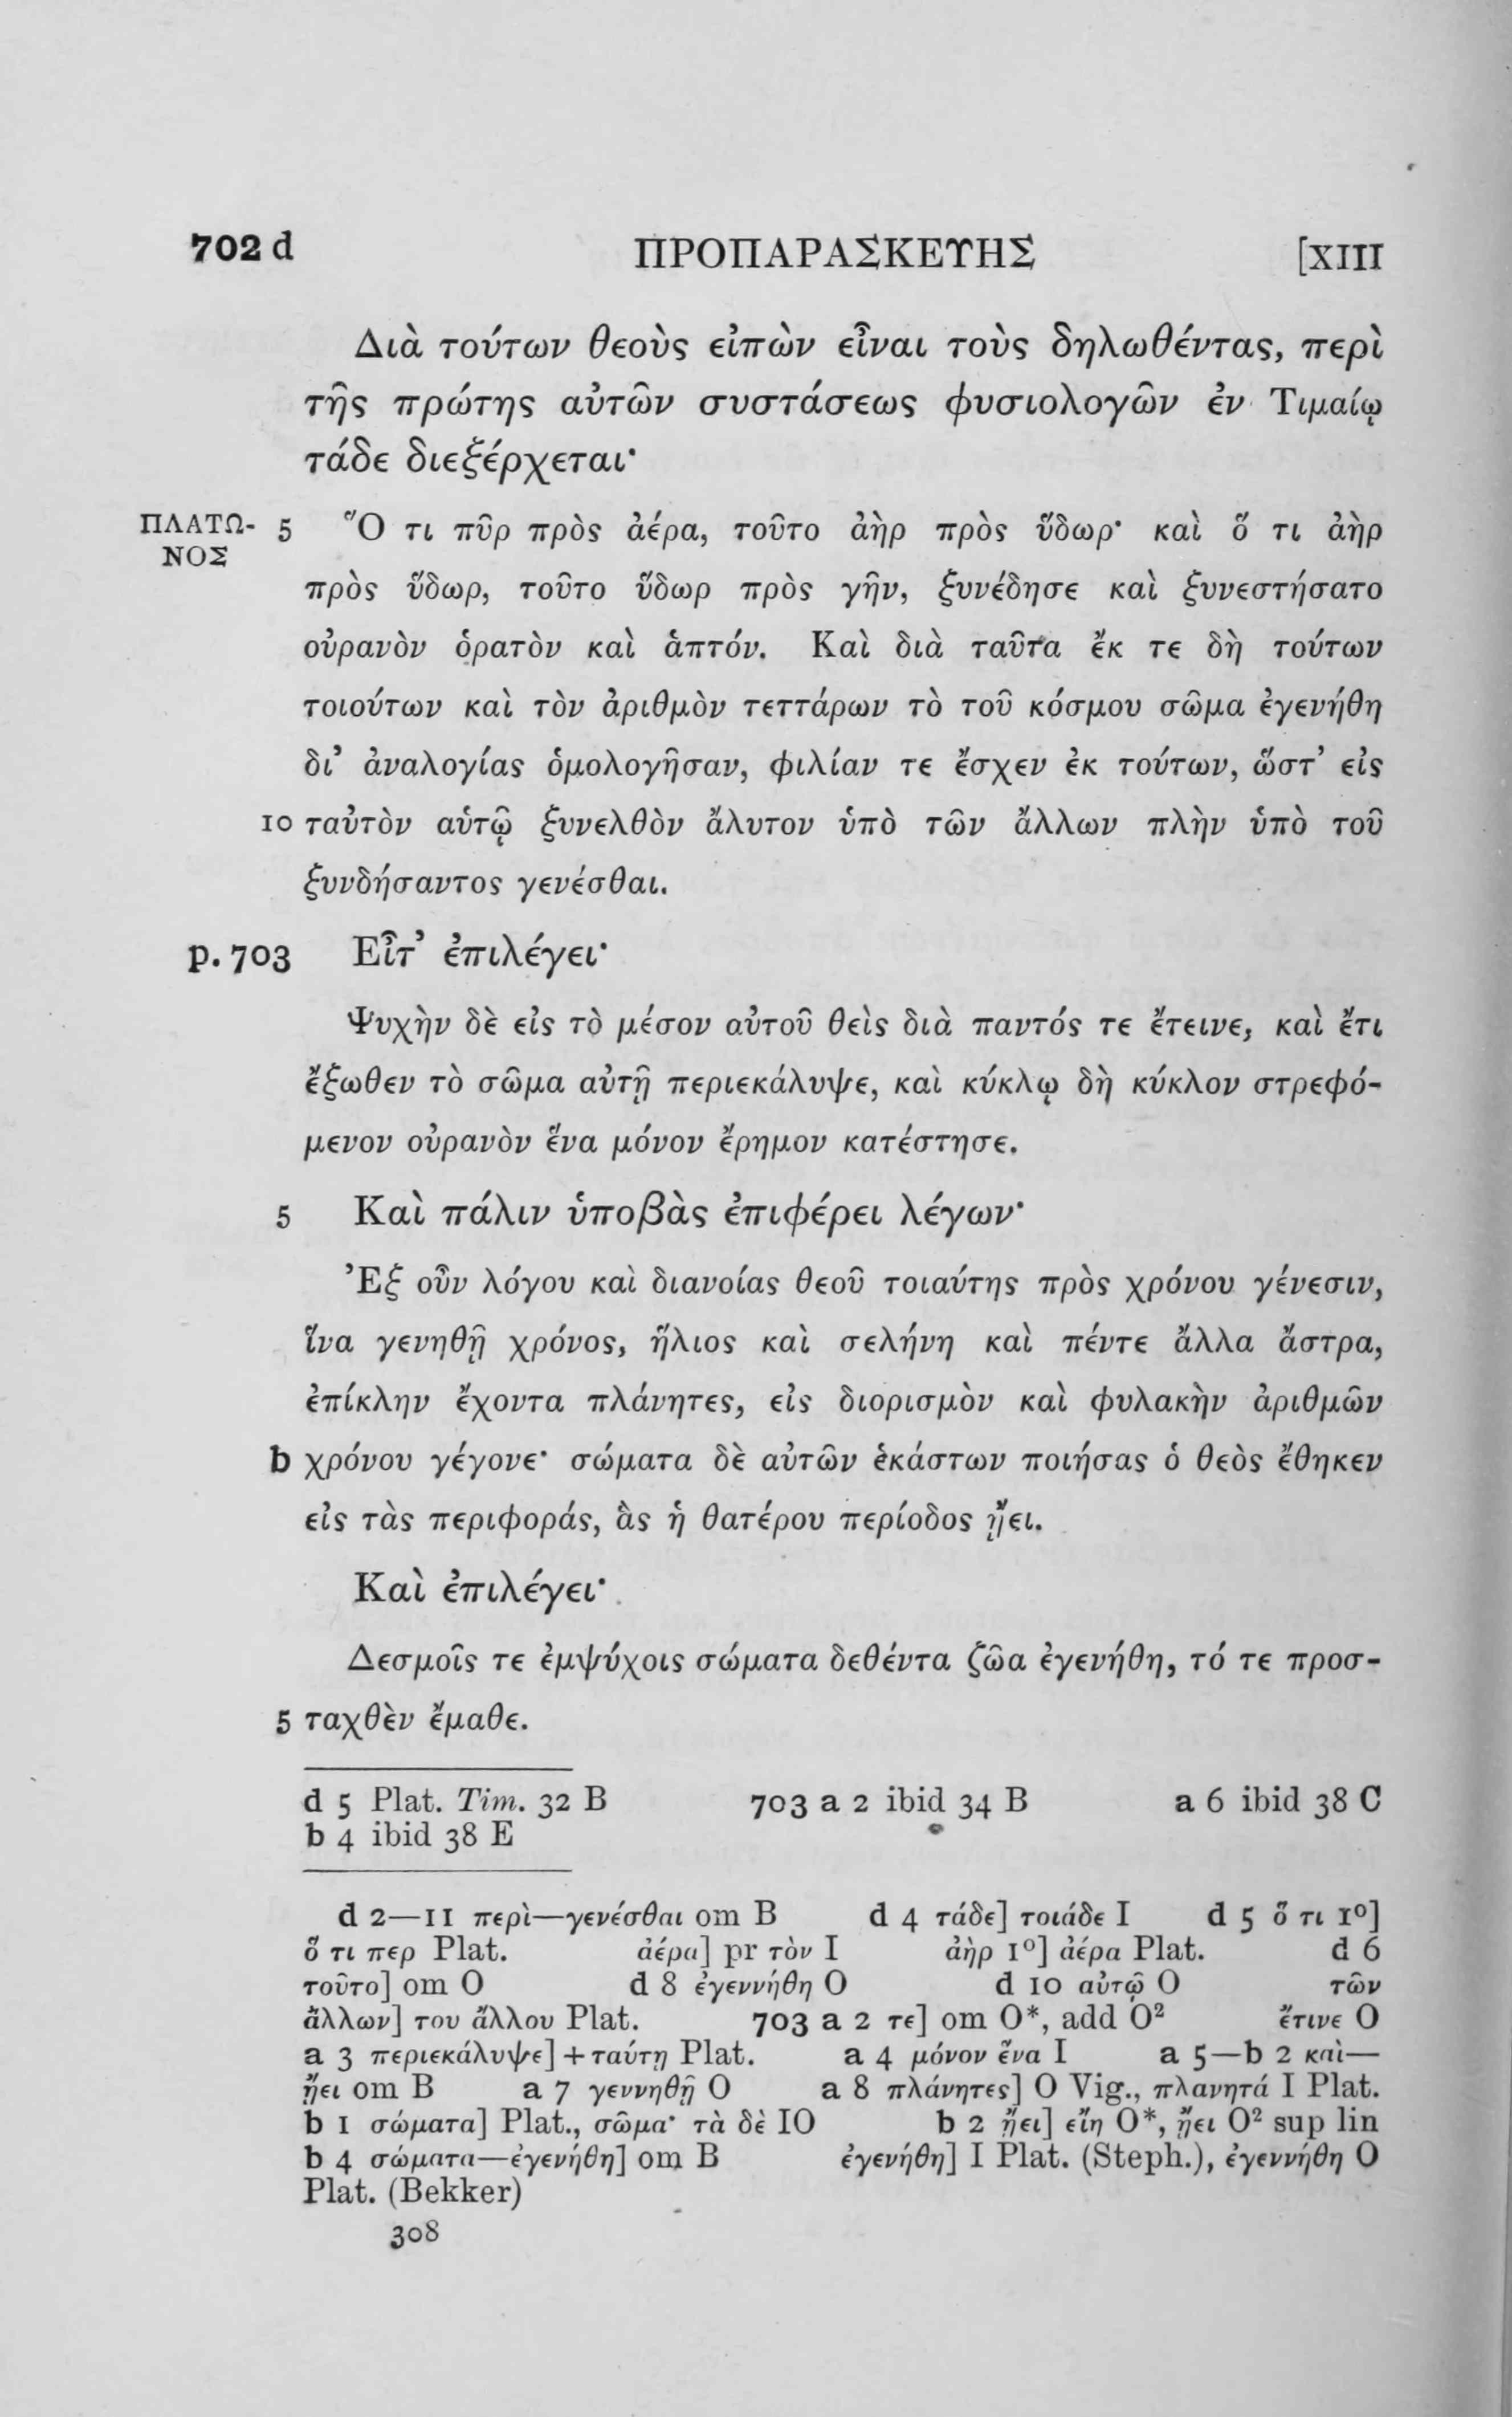 702 d ΠΡΟΠΑΡΑΣΚΕΥΗΣ [XIII
Διὰ τούτων θεοὺς εἰπὼν εἶναι τοὺς δηλωθέντας, περὶ
τῆς πρώτης αὐτῶν συστάσεως φυσιολογῶν ἐν Τιμαίῳ
τάδε διεξέρχεται·
ΠΛΑΤΩ- 5 Ὅ τι πῦρ πρὸς ἀέρα, τοῦτο ἀὴρ πρὸς ὕδωρ· καὶ ὅ τι ἀὴρ
ΝΟΣ
πρὸς ὕδωρ, τοῦτο ὕδωρ πρὸς γῆν, ξυνέδησε καὶ ξυνεστήσατο
οὐρανὸν ὁρατὸν καὶ ἁπτόν. Καὶ διὰ ταῦτα ἔκ τε δὴ τούτων
τοιούτων καὶ τὸν ἀριθμὸν τεττάρων τὸ τοῦ κόσμου σῶμα ἐγενήθη
δι’ ἀναλογίας ὁμολογῆσαν, φιλίαν τε ἔσχεν ἐκ τούτων, ὥστ’ εἰς
10 ταὐτὸν αὑτῷ ξυνελθὸν ἄλυτον ὑπὸ τῶν ἄλλων πλὴν ὑπὸ τοῦ
ξυνδήσαντος γενέσθαι.
p. 703 Εἶτ’ ἐπιλέγει·
Ψυχὴν δὲ εἰς τὸ μέσον αὐτοῦ θεὶς διὰ παντός τε ἔτεινε, καὶ ἔτι
ἔξωθεν τὸ σῶμα αὐτῇ περιεκάλυψε, καὶ κύκλῳ δὴ κύκλον στρεφό-
μενον οὐρανὸν ἕνα μόνον ἔρημον κατέστησε.
5 Καὶ πάλιν ὑποβὰς ἐπιφέρει λέγων·
Ἐξ οὖν λόγου καὶ διανοίας θεοῦ τοιαύτης πρὸς χρόνου γένεσιν,
ἵνα γενηθῇ χρόνος, ἥλιος καὶ σελήνη καὶ πέντε ἄλλα ἄστρα,
ἐπίκλην ἔχοντα πλάνητες, εἰς διορισμὸν καὶ φυλακὴν ἀριθμῶν
b χρόνου γέγονε· σώματα δὲ αὐτῶν ἑκάστων ποιήσας ὁ θεὸς ἔθηκεν
εἰς τὰς περιφοράς, ἃς ἡ θατέρου περίοδος ᾔει.
Καὶ ἐπιλέγει·
Δεσμοῖς τε ἐμψύχοις σώματα δεθέντα ζῶα ἐγενήθη, τό τε προσ-
5 ταχθὲν ἔμαθε.
d 5 Plat. Tim. 32 B 703 a 2 ibid 34 B a 6 ibid 38 C
b 4 ibid 38 E
d 2—11 περὶ—γενέσθαι om B d 4 τάδε] τοιάδε I d 5 ὅ τι 1º]
ὅ τι περ Plat. ἀέρα] pr τὸν I ἀὴρ 1º] ἀέρα Plat. d 6
τοῦτο] om O d 8 ἐγεννήθη O d 10 αὐτῷ O τῶν
ἄλλων] του ἄλλου Plat. 703 a 2 τε] om O*, add O² ἔτινε O
a 3 περιεκάλυψε] + ταύτῃ Plat. a 4 μόνον ἕνα I a 5—b 2 καὶ—
ᾔει om B a 7 γεννηθῇ O a 8 πλάνητες] O Vig., πλανητά I Plat.
b 1 σώματα] Plat., σῶμα· τὰ δὲ IO b 2 ᾔει] εἴη O*, ᾔει O² sup lin
b 4 σώματα—ἐγενήθη] om B ἐγενήθη] I Plat. (Steph.), ἐγεννήθη O
Plat. (Bekker)
308